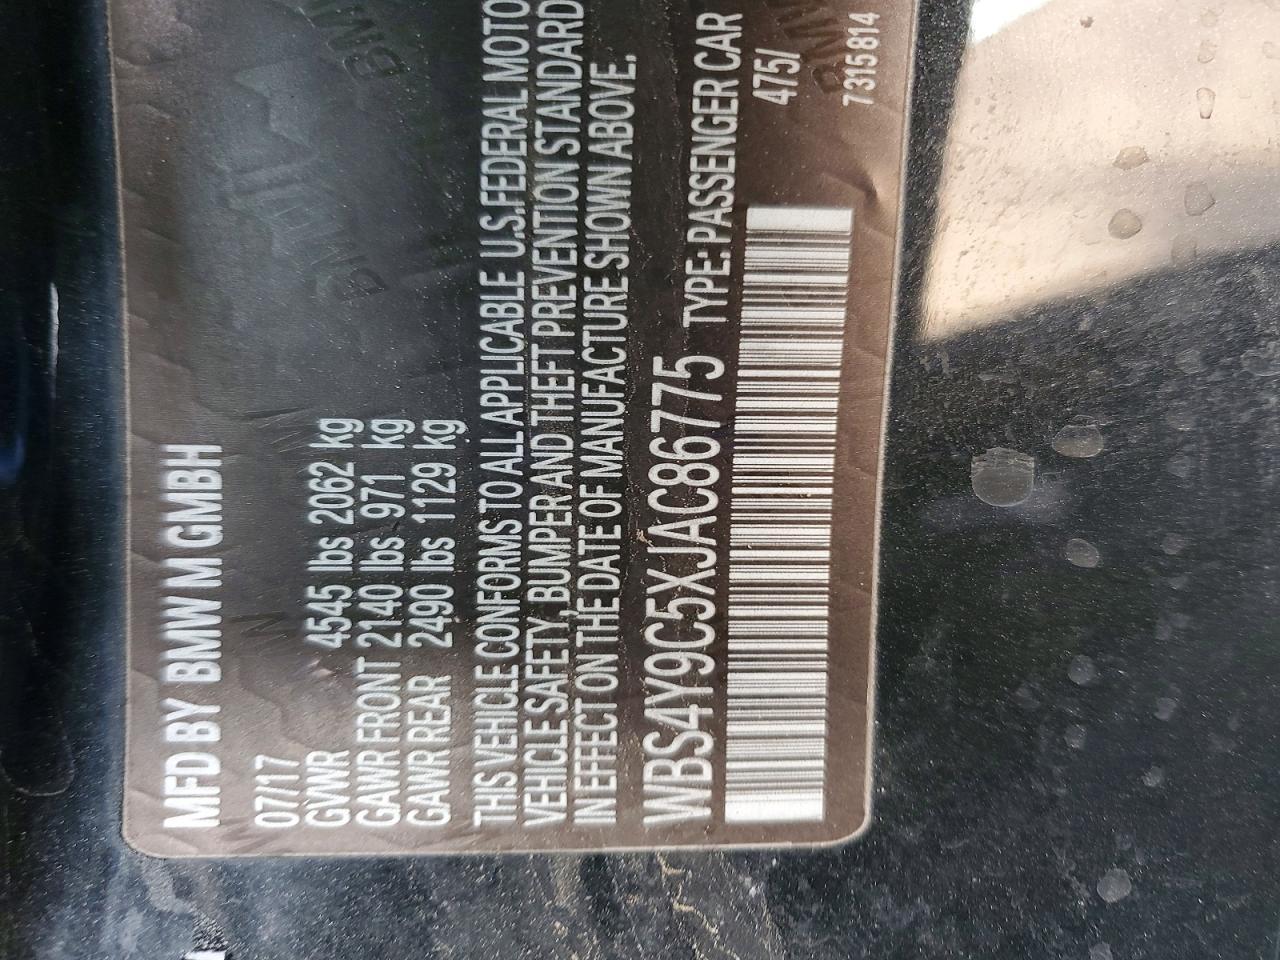 MFD BY BMW M GMBH
07/17
GVWR 4545 lbs 2062 kg
GAWR FRONT 2140 lbs 971 kg
GAWR REAR 2490 lbs 1129 kg
THIS VEHICLE CONFORMS TO ALL APPLICABLE U.S.FEDERAL MOTO
VEHICLE SAFETY, BUMPER AND THEFT PREVENTION STANDARD
IN EFFECT ON THE DATE OF MANUFACTURE SHOWN ABOVE.
WBS4Y9C5XJAC86775 TYPE: PASSENGER CAR
475/
7315814